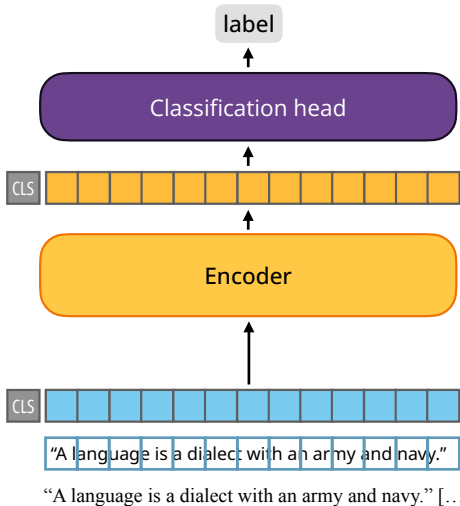 label
Classification head
CLS
Encoder
CLS
“A language is a dialect with an army and navy.”
“A language is a dialect with an army and navy.” [...